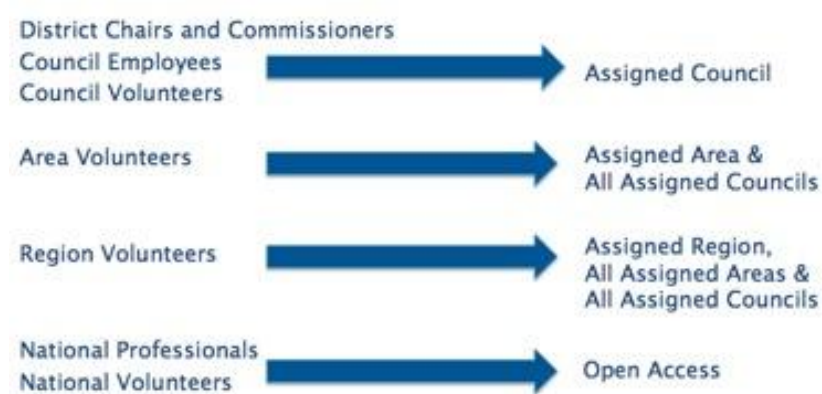 District Chairs and Commissioners
Council Employees
Council Volunteers
Assigned Council
Area Volunteers
Assigned Area &
All Assigned Councils
Region Volunteers
Assigned Region,
All Assigned Areas &
All Assigned Councils
National Professionals
National Volunteers
Open Access